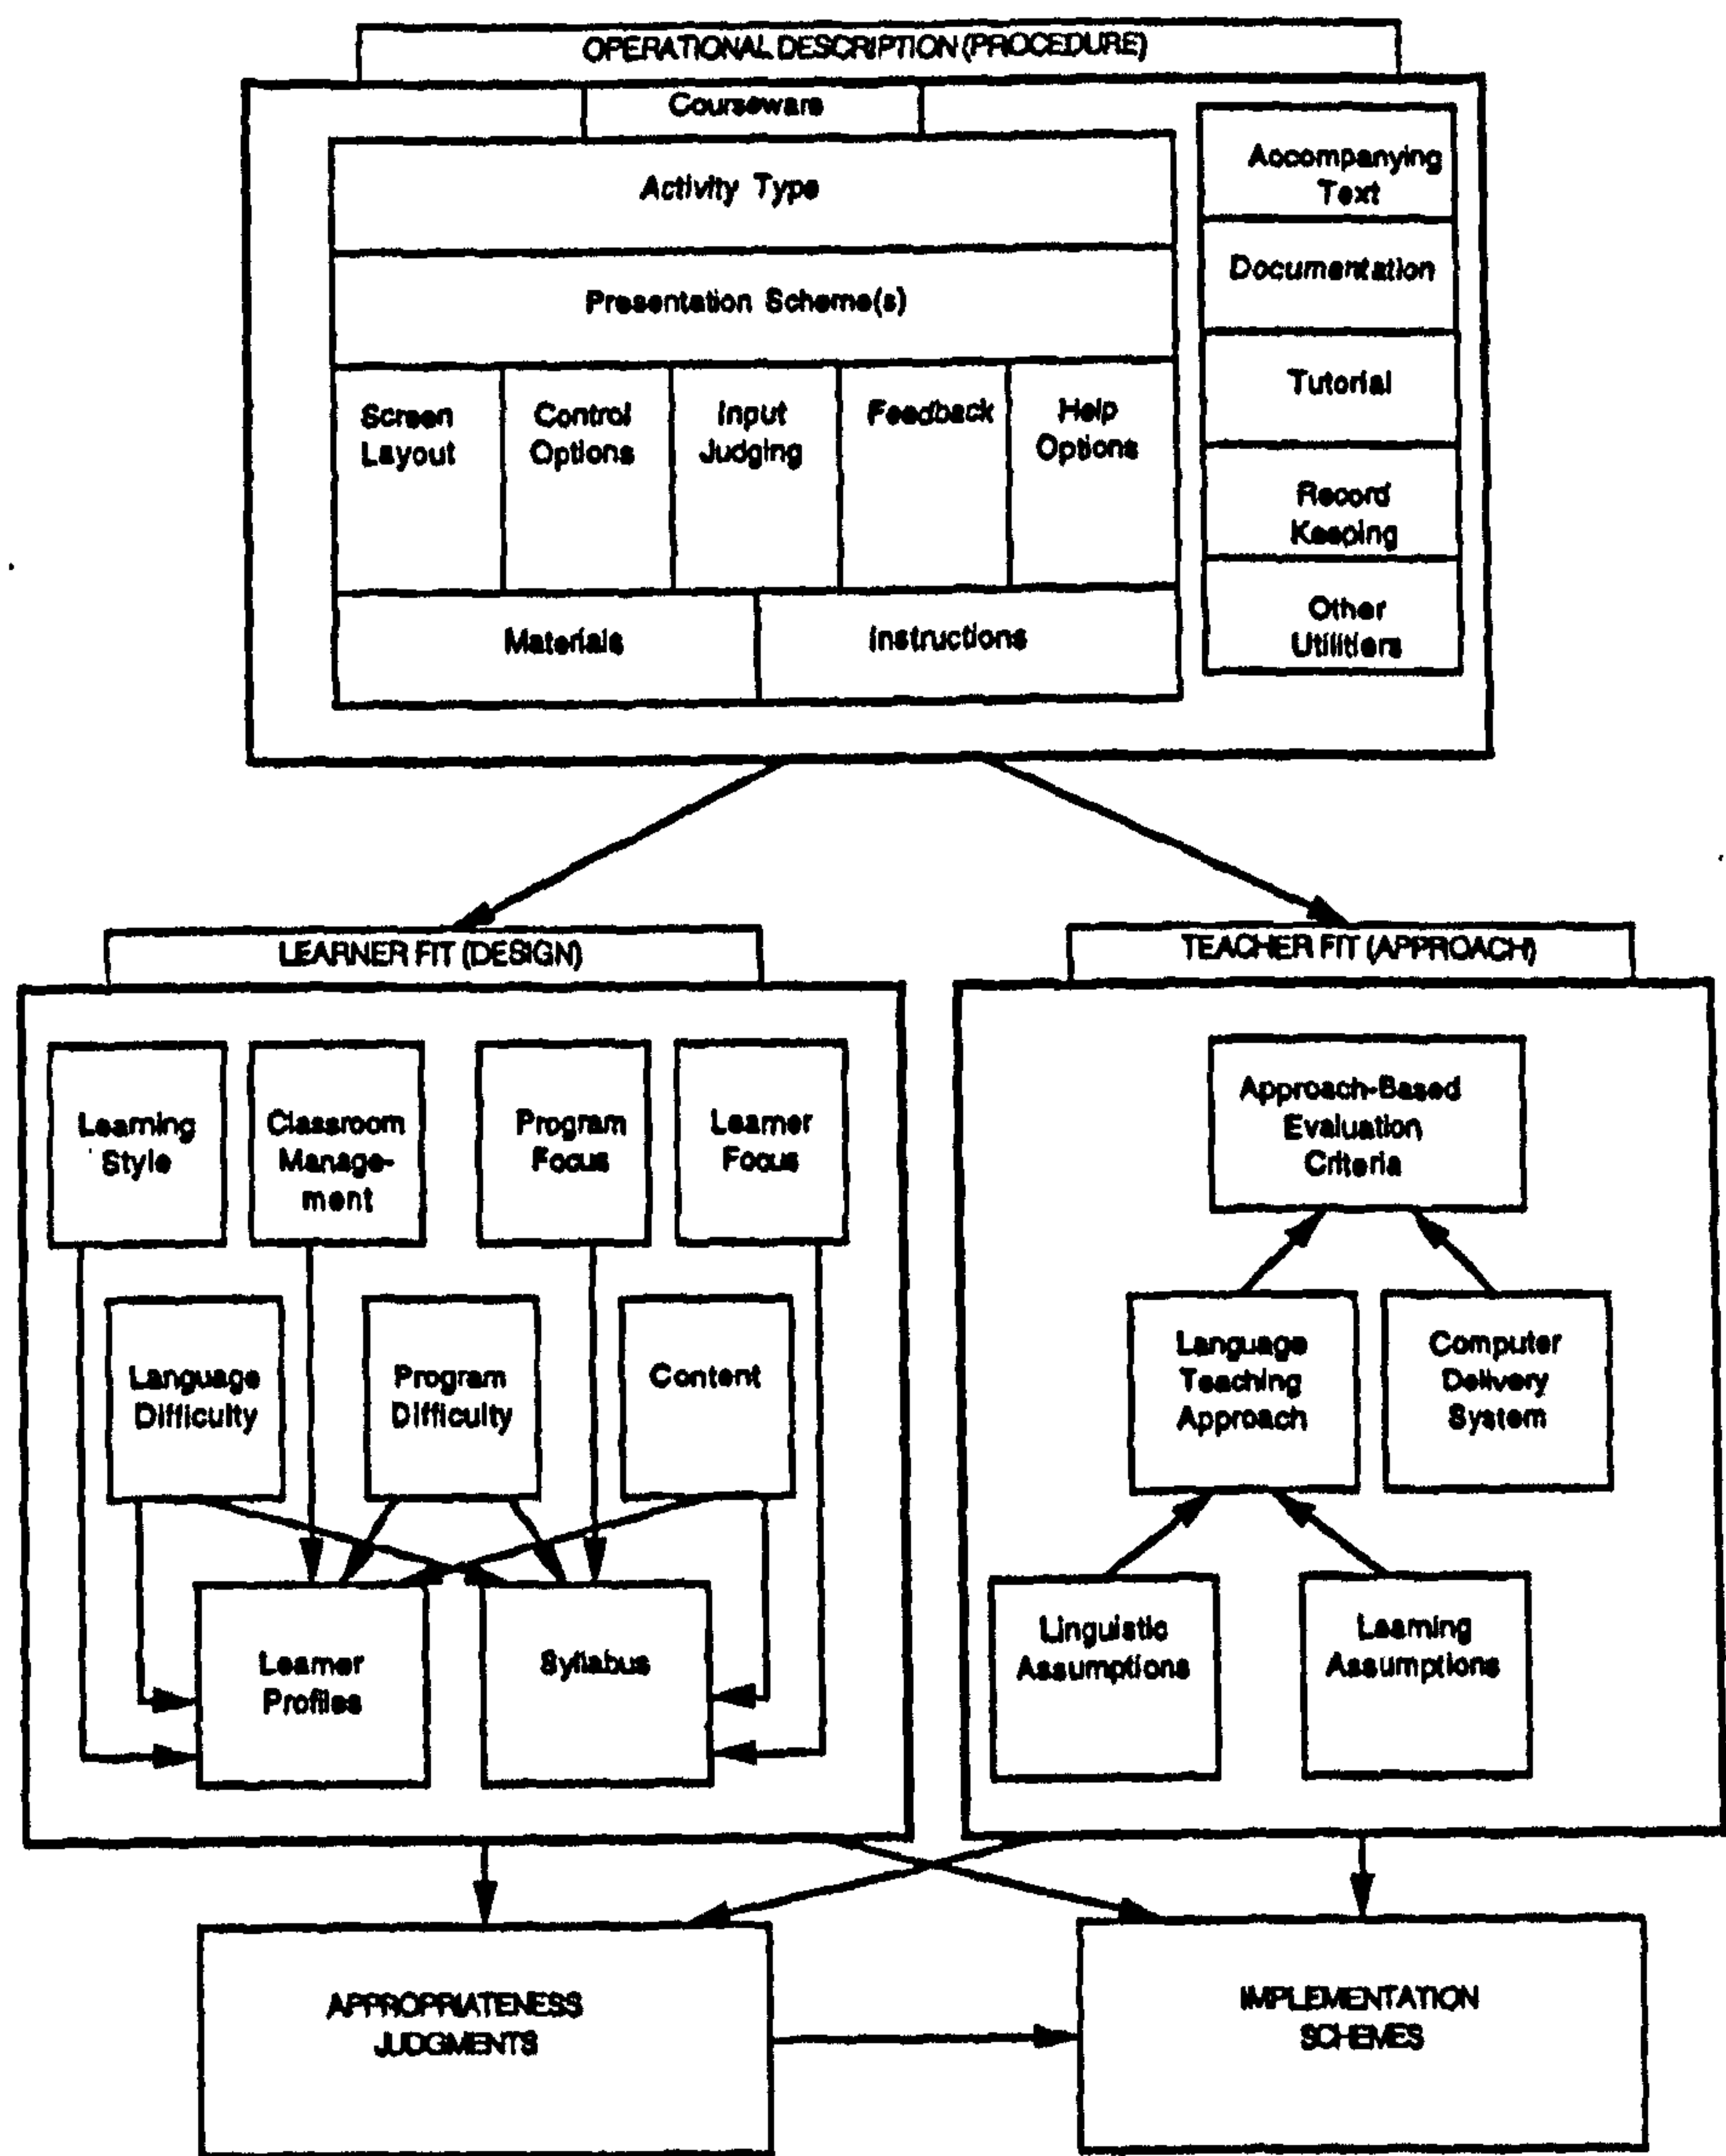 OPERATIONAL DESCRIPTION (PROCEDURE)
Courseware
Activity Type
Presentation Scheme(s)
Screen
Layout
Control
Options
Input
Judging
Feedback
Help
Options
Materials
Instructions
Accompanying
Text
Documentation
Tutorial
Record
Keeping
Other
Utilitiers
LEARNER FIT (DESIGN)
Learning
Style
Classroom
Manage-
ment
Program
Focus
Learner
Focus
Language
Difficulty
Program
Difficulty
Content
Learner
Profiles
Syllabus
TEACHER FIT (APPROACH)
Approach-Based
Evaluation
Criteria
Language
Teaching
Approach
Computer
Delivery
System
Linguistic
Assumptions
Learning
Assumptions
APPROPRIATENESS
JUDGMENTS
IMPLEMENTATION
SCHEMES